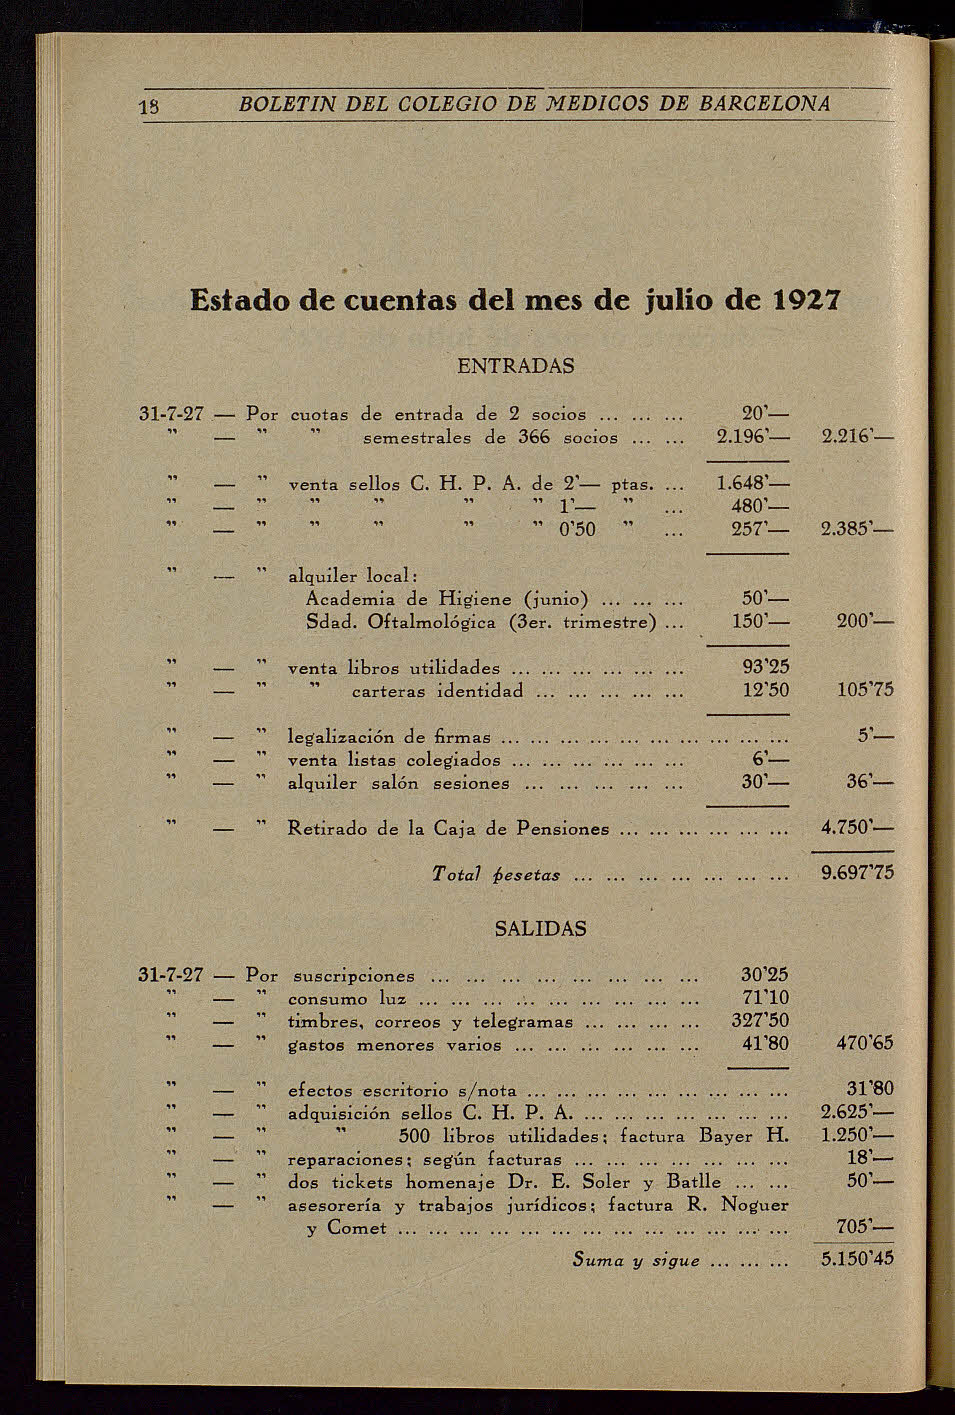 18 BOLETIN DEL COLEGIO DE MEDICOS DE BARCELONA
Estado de cuentas del mes de julio de 1927
ENTRADAS
31-7-27 — Por cuotas de entrada de 2 socios ... ... ... 20'—
" — " " semestrales de 366 socios ... ... 2.196'— 2.216'—
" — " venta sellos C. H. P. A. de 2'— ptas. ... 1.648'—
" — " " " " " 1'— " ... 480'—
" — " " " " " 0'50 " ... 257'— 2.385'—
" — " alquiler local:
Academia de Higiene (junio) ... ... ... 50'—
Sdad. Oftalmológica (3er. trimestre) ... 150'— 200'—
" — " venta libros utilidades ... ... ... ... ... ... 93'25
" — " " carteras identidad ... ... ... ... ... 12'50 105'75
" — " legalización de firmas ... ... ... ... ... ... ... ... ... ... 5'—
" — " venta listas colegiados ... ... ... ... ... ... 6'—
" — " alquiler salón sesiones ... ... ... ... ... 30'— 36'—
" — " Retirado de la Caja de Pensiones ... ... ... ... ... ... 4.750'—
Total pesetas ... ... ... ... ... ... ... 9.697'75
SALIDAS
31-7-27 — Por suscripciones ... ... ... ... ... ... ... ... 30'25
" — " consumo luz ... ... ... ... ... ... ... ... ... 71'10
" — " timbres, correos y telegramas ... ... ... ... 327'50
" — " gastos menores varios ... ... ... ... ... ... 41'80 470'65
" — " efectos escritorio s/nota ... ... ... ... ... ... ... ... ... 31'80
" — " adquisición sellos C. H. P. A. ... ... ... ... ... ... ... 2.625'—
" — " " 500 libros utilidades; factura Bayer H. 1.250'—
" — " reparaciones; según facturas ... ... ... ... ... ... ... 18'—
" — " dos tickets homenaje Dr. E. Soler y Batlle ... ... 50'—
" — " asesorería y trabajos jurídicos; factura R. Noguer
y Comet ... ... ... ... ... ... ... ... ... ... ... ... ... 705'—
Suma y sigue ... ... ... 5.150'45